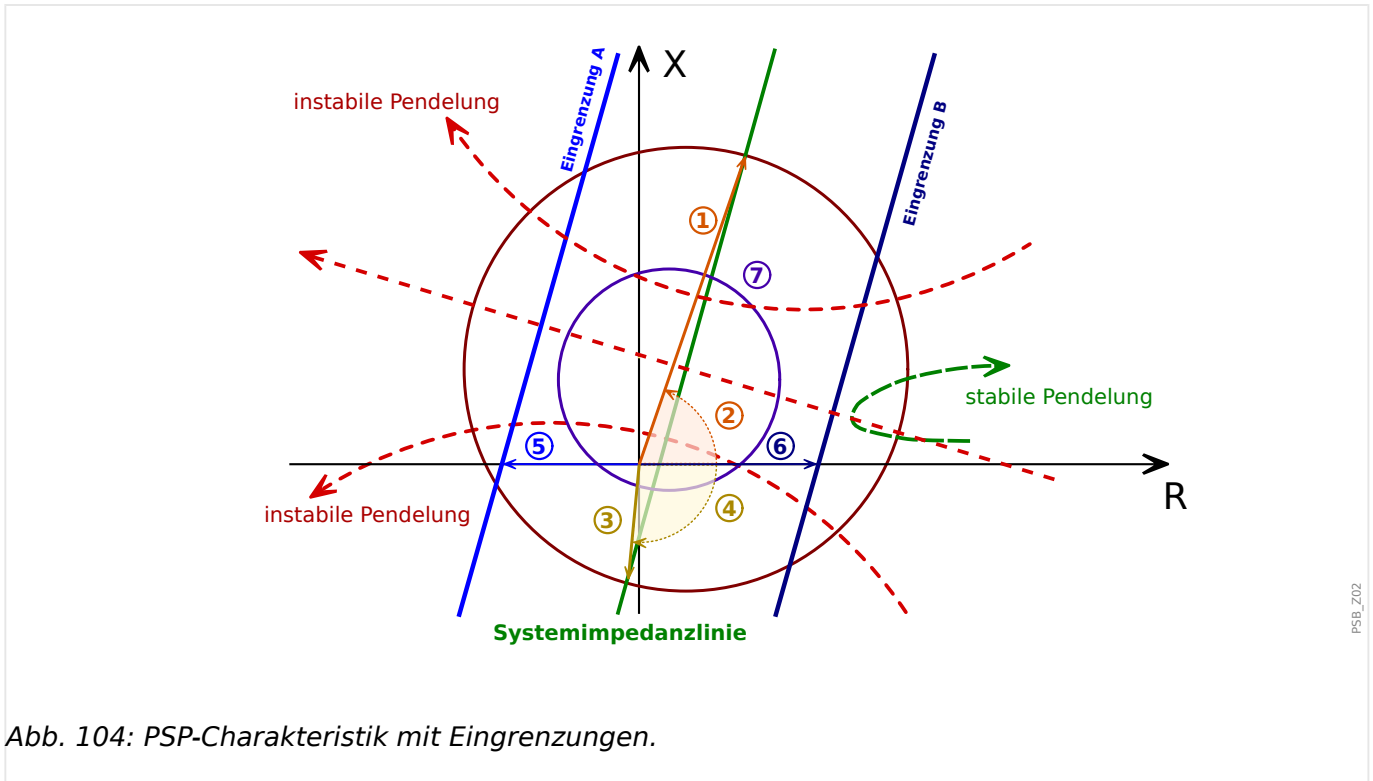 X
Eingrenzung A
Eingrenzung B
instabile Pendelung
①
⑦
②
stabile Pendelung
⑤
⑥
R
instabile Pendelung
③
④
Systemimpedanzlinie
PSB_Z02
Abb. 104: PSP-Charakteristik mit Eingrenzungen.